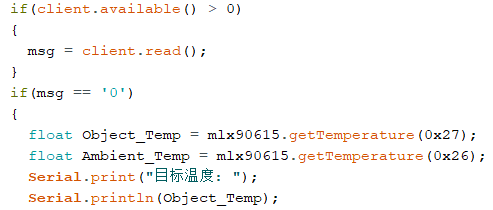 if(client.available() > 0)
{
  msg = client.read();
}
if(msg == '0')
{
  float Object_Temp = mlx90615.getTemperature(0x27);
  float Ambient_Temp = mlx90615.getTemperature(0x26);
  Serial.print("目标温度: ");
  Serial.println(Object_Temp);